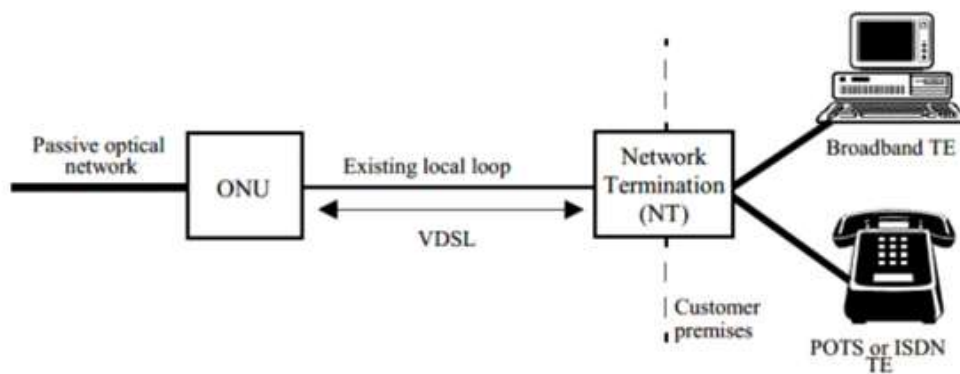 Passive optical
network
ONU
Existing local loop
VDSL
Network
Termination
(NT)
Customer
premises
Broadband TE
POTS or ISDN
TE